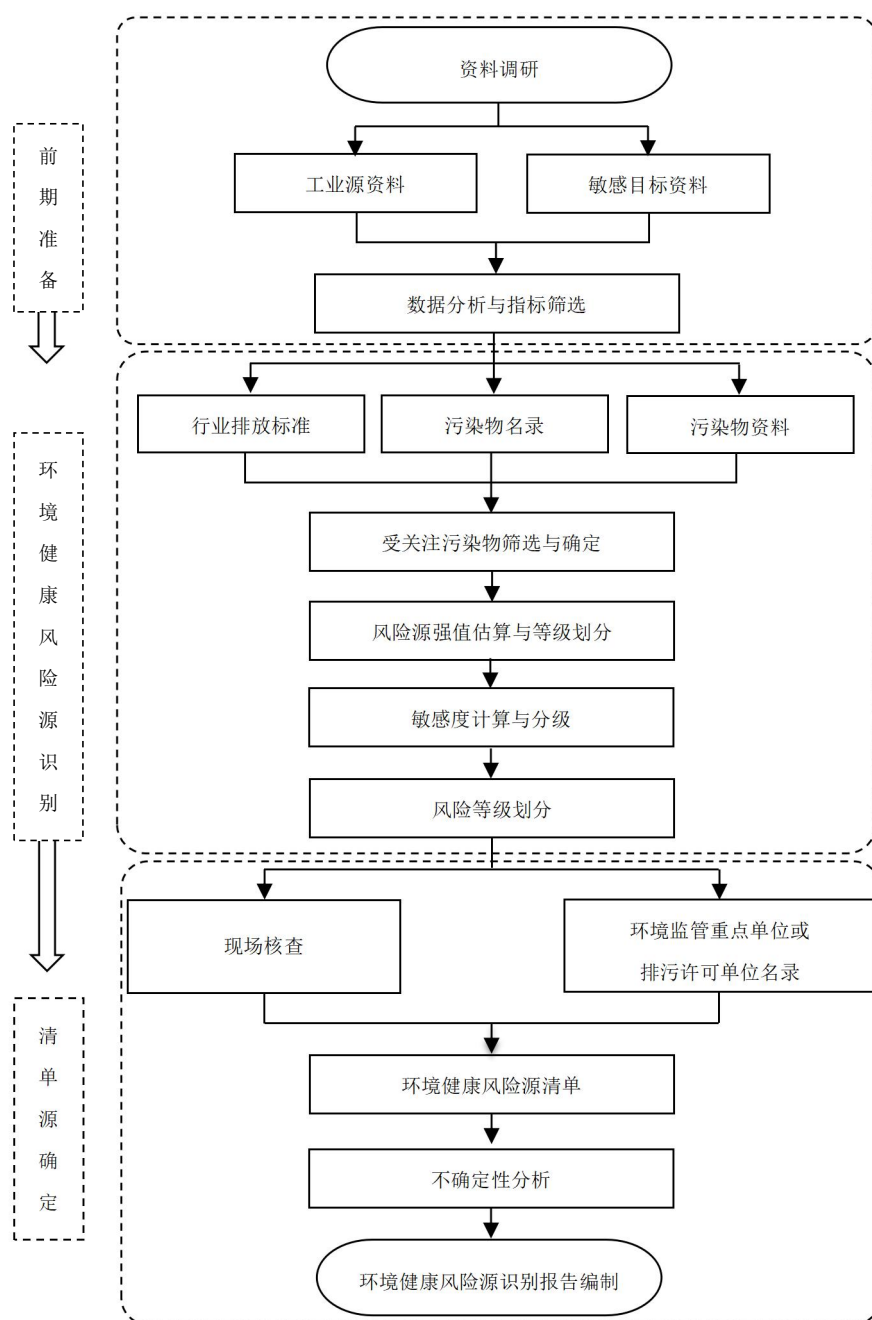 前期准备
资料调研
工业源资料
敏感目标资料
数据分析与指标筛选
环境健康风险源识别
行业排放标准
污染物名录
污染物资料
受关注污染物筛选与确定
风险源强值估算与等级划分
敏感度计算与分级
风险等级划分
清单源确定
现场核查
环境监管重点单位或
排污许可单位名录
环境健康风险源清单
不确定性分析
环境健康风险源识别报告编制